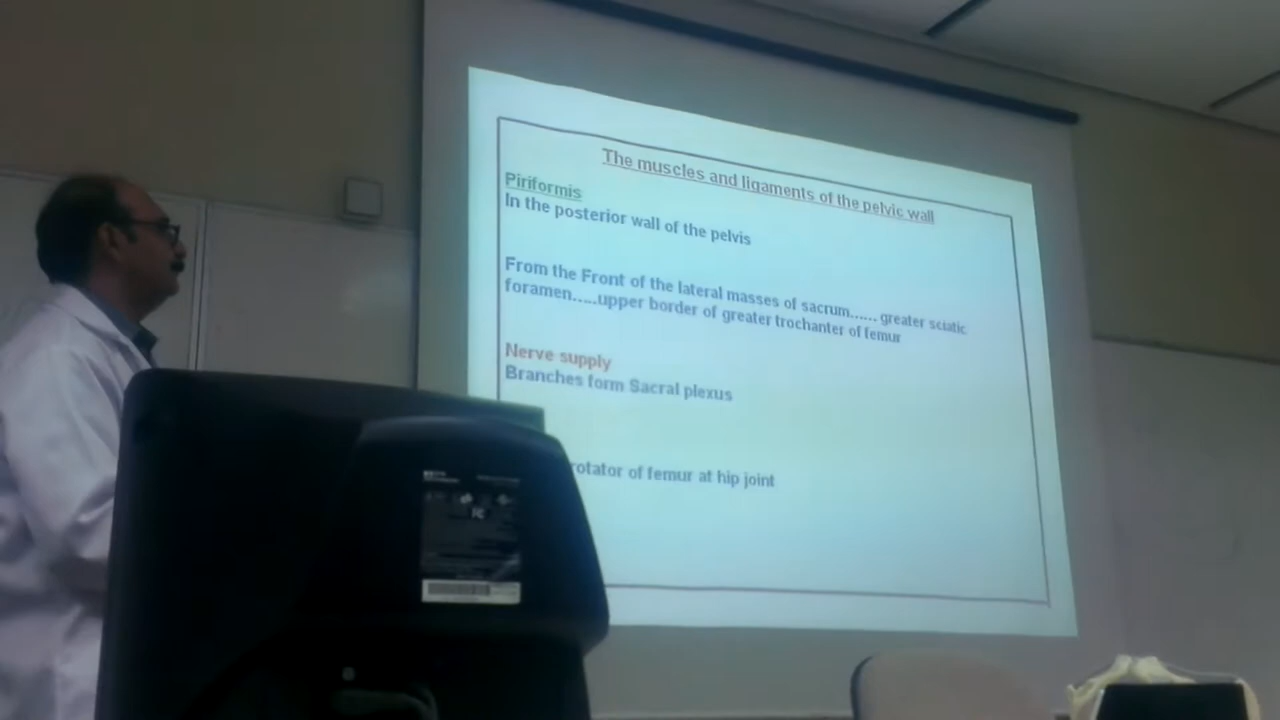 The muscles and ligaments of the pelvic wall
Piriformis
In the posterior wall of the pelvis
From the Front of the lateral masses of sacrum...... greater sciatic
foramen.....upper border of greater trochanter of femur
Nerve supply
Branches form Sacral plexus
rotator of femur at hip joint
FC